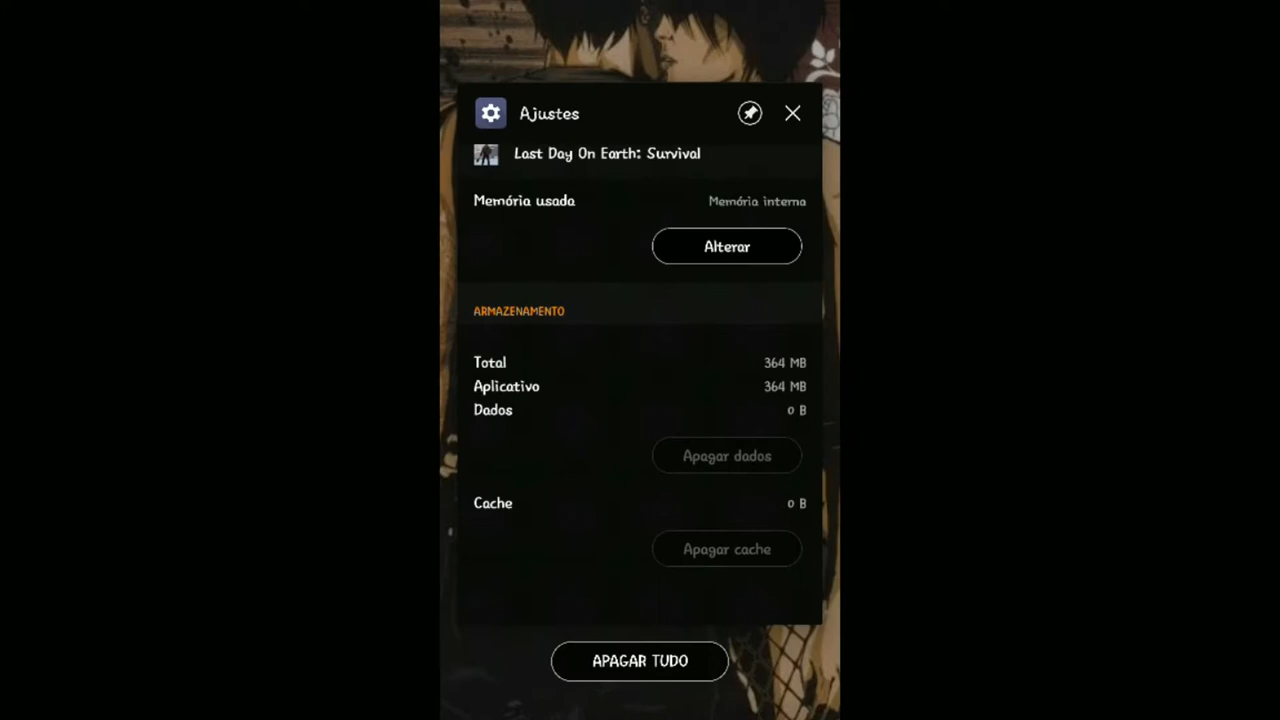 Ajustes
Last Day On Earth: Survival
Memória usada Memória interna
Alterar
ARMAZENAMENTO
Total 364 MB
Aplicativo 364 MB
Dados 0 B
Apagar dados
Cache 0 B
Apagar cache
APAGAR TUDO